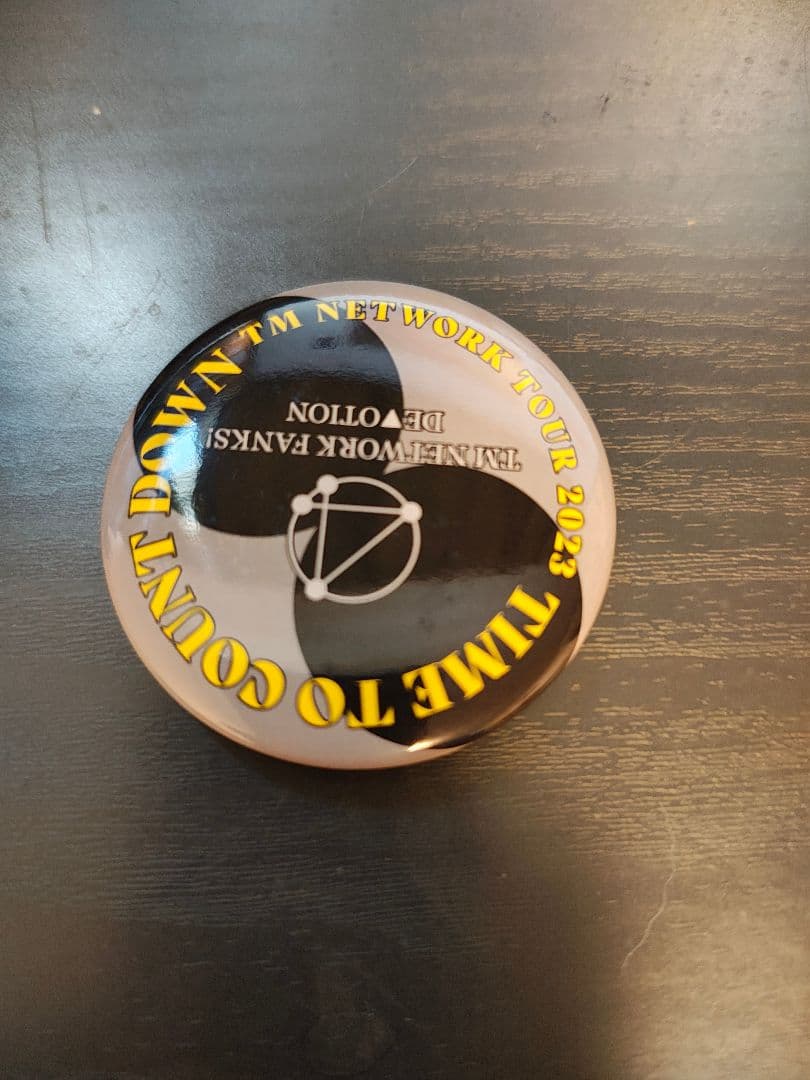 TIME TO COUNT DOWN TM NETWORK TOUR 2023
TM NETWORK FANKS!
DE▲OTION